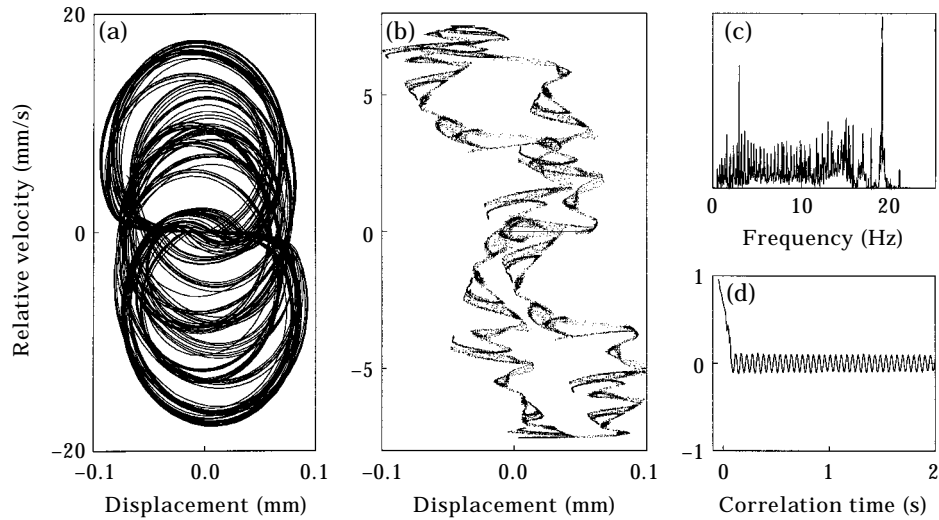 20
(a)
Relative velocity (mm/s)
0
−20
−0.1
0.0
0.1
Displacement (mm)
(b)
5
0
−5
−0.1
0.0
0.1
Displacement (mm)
(c)
0
10
20
Frequency (Hz)
1
(d)
0
−1
0
1
2
Correlation time (s)